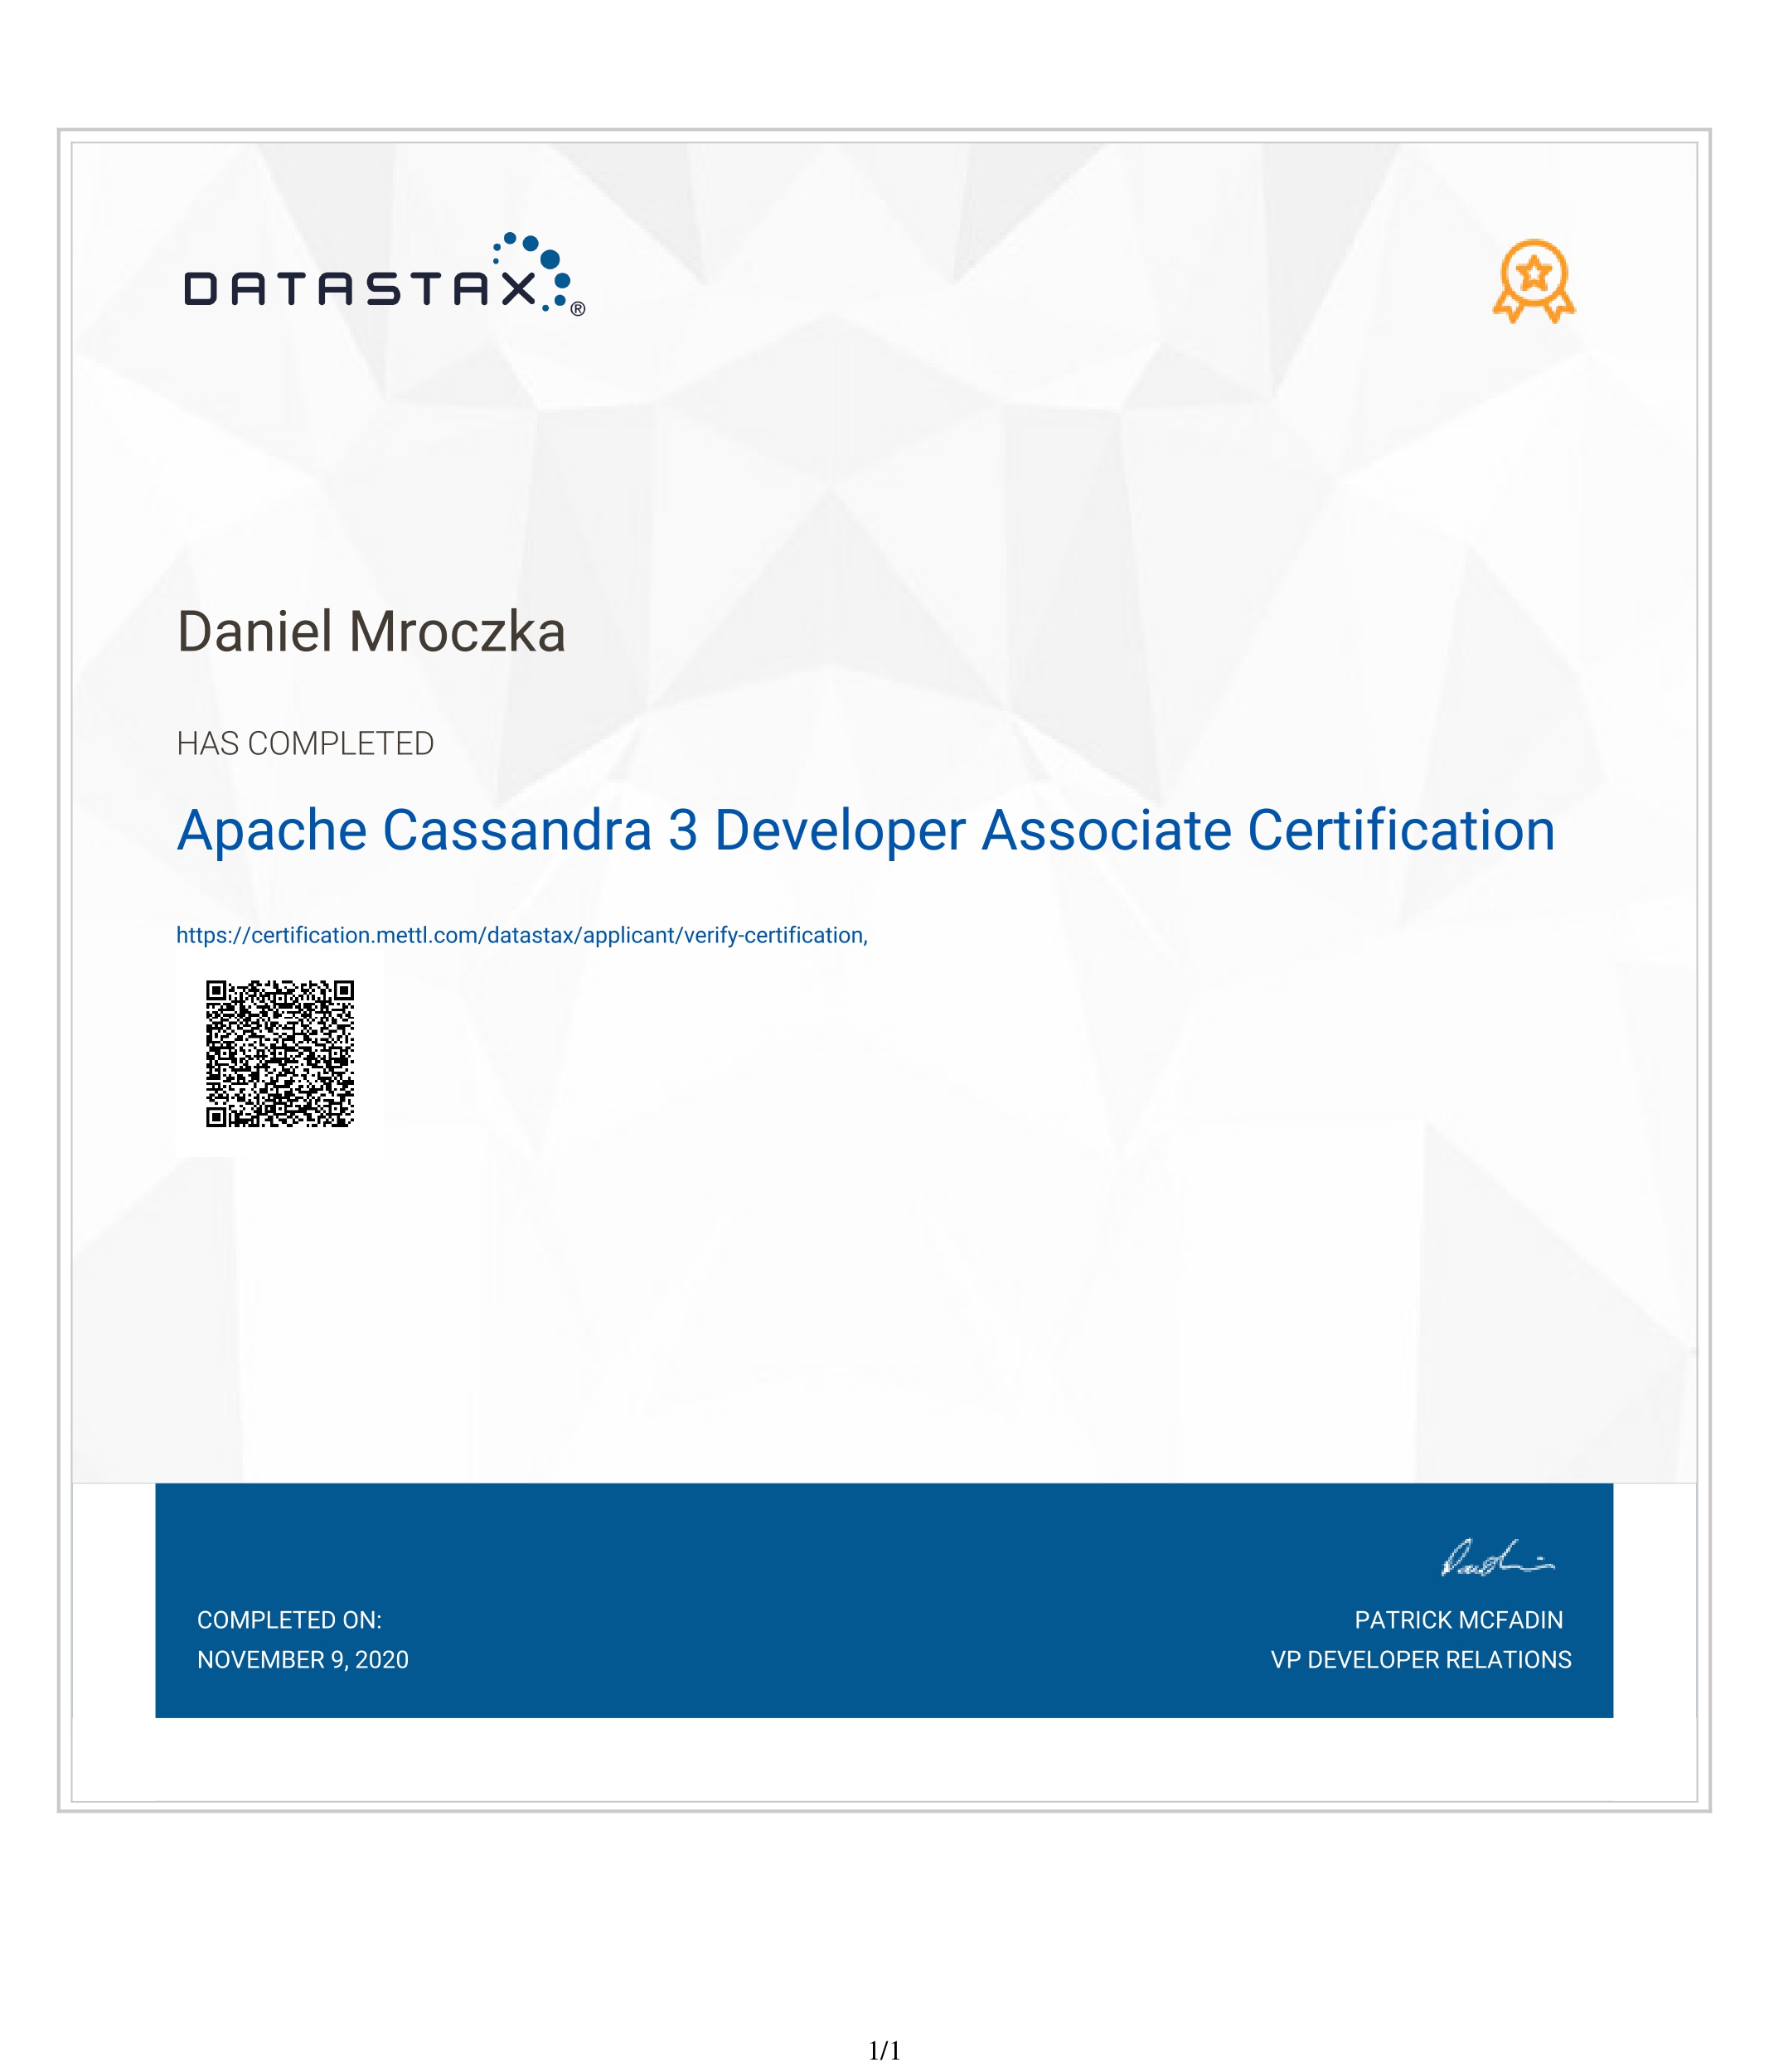 DATASTAX®
Daniel Mroczka
HAS COMPLETED
Apache Cassandra 3 Developer Associate Certification
https://certification.mettl.com/datastax/applicant/verify-certification,
COMPLETED ON:
NOVEMBER 9, 2020
PATRICK MCFADIN
VP DEVELOPER RELATIONS
1/1